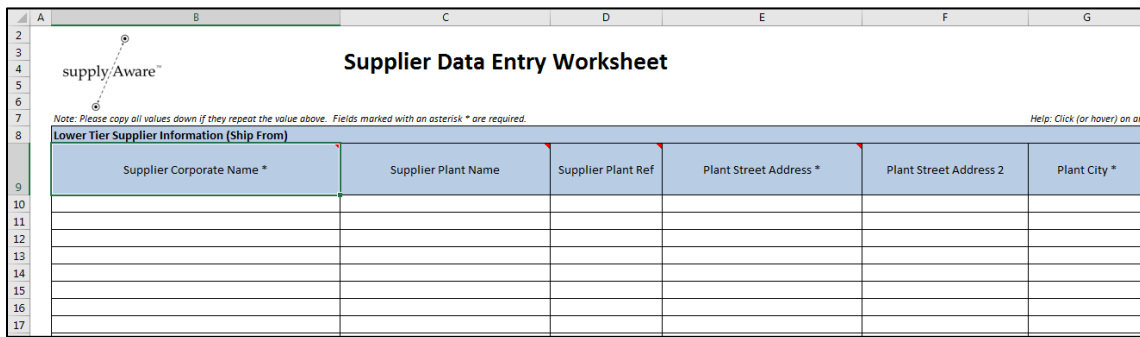 A B C D E F G
2
3
4
5
6
7
8
9
10
11
12
13
14
15
16
17
supplyAware™
Supplier Data Entry Worksheet
Note: Please copy all values down if they repeat the value above. Fields marked with an asterisk * are required.
Help: Click (or hover) on
Lower Tier Supplier Information (Ship From)
Supplier Corporate Name * Supplier Plant Name Supplier Plant Ref Plant Street Address * Plant Street Address 2 Plant City *